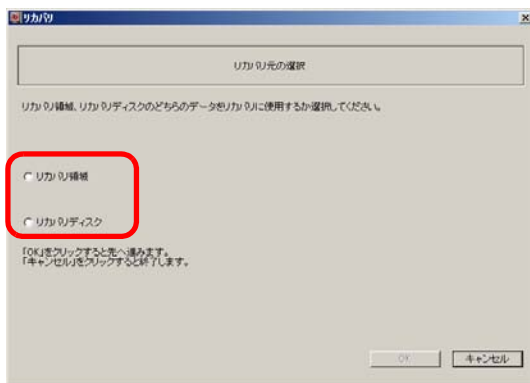 リカバリ
リカバリ元の選択
リカバリ領域、リカバリディスクのどちらのデータをリカバリに使用するか選択してください。
リカバリ領域
リカバリディスク
「OK」をクリックすると先へ進みます。
「キャンセル」をクリックすると終了します。
OK
キャンセル